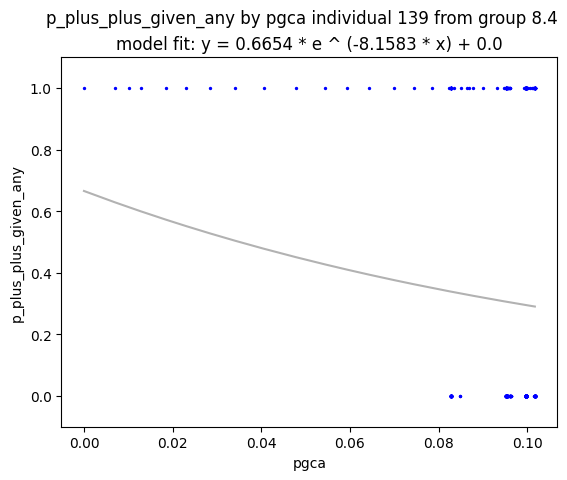 p_plus_plus_given_any by pgca individual 139 from group 8.4
model fit: y = 0.6654 * e ^ (-8.1583 * x) + 0.0
p_plus_plus_given_any
1.0
0.8
0.6
0.4
0.2
0.0
0.00 0.02 0.04 0.06 0.08 0.10
pgca